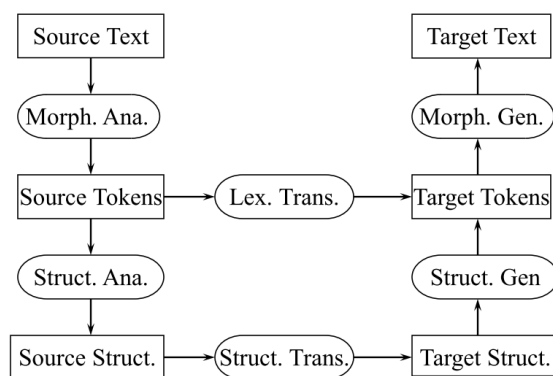 Source Text
Target Text
Morph. Ana.
Morph. Gen.
Source Tokens
Lex. Trans.
Target Tokens
Struct. Ana.
Struct. Gen
Source Struct.
Struct. Trans.
Target Struct.